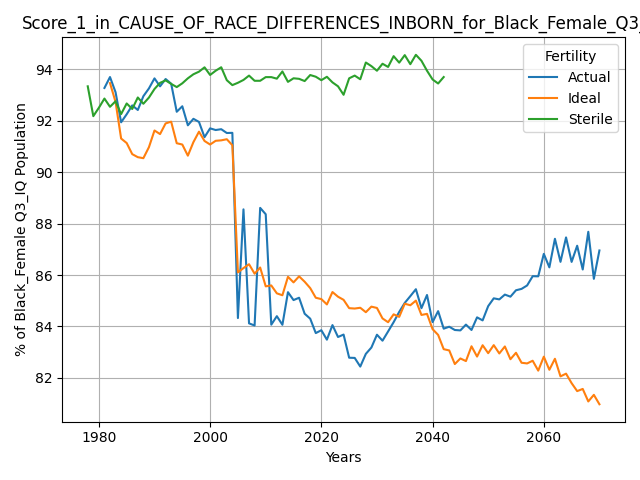 Score_1_in_CAUSE_OF_RACE_DIFFERENCES_INBORN_for_Black_Female_Q3_
Fertility
Actual
Ideal
Sterile
% of Black_Female Q3_IQ Population
94
92
90
88
86
84
82
1980 2000 2020 2040 2060
Years